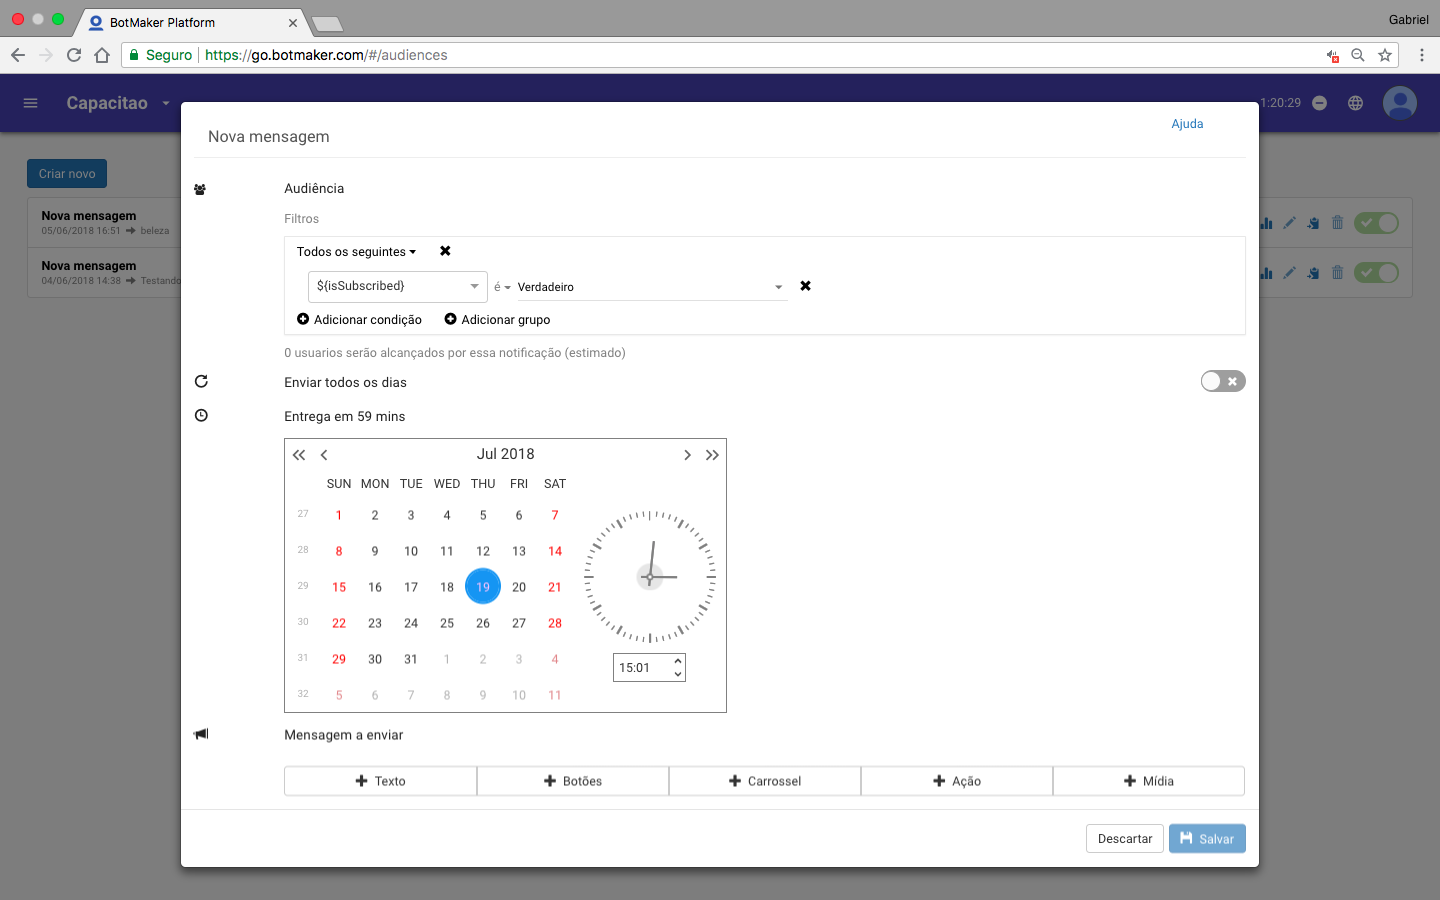 BotMaker Platform
Gabriel
Seguro https://go.botmaker.com/#/audiences
Capacitao
1:20:29
Nova mensagem
Ajuda
Criar novo
Nova mensagem
05/06/2018 16:51 ➔ beleza
Nova mensagem
04/06/2018 14:38 ➔ Testando
Audiência
Filtros
Todos os seguintes
${isSubscribed} é Verdadeiro
Adicionar condição Adicionar grupo
0 usuarios serão alcançados por essa notificação (estimado)
Enviar todos os dias
Entrega em 59 mins
Jul 2018
SUN MON TUE WED THU FRI SAT
27 1 2 3 4 5 6 7
28 8 9 10 11 12 13 14
29 15 16 17 18 19 20 21
30 22 23 24 25 26 27 28
31 29 30 31 1 2 3 4
32 5 6 7 8 9 10 11
15:01
Mensagem a enviar
Texto Botões Carrossel Ação Mídia
Descartar Salvar